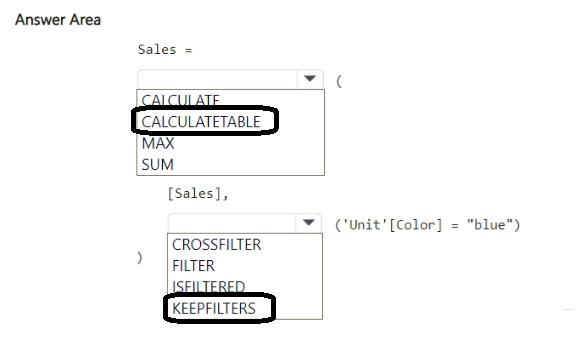 Answer Area
Sales =
(
CALCULATE
CALCULATETABLE
MAX
SUM
[Sales],
('Unit'[Color] = "blue")
CROSSFILTER
)
FILTER
ISFILTERED
KEEPFILTERS